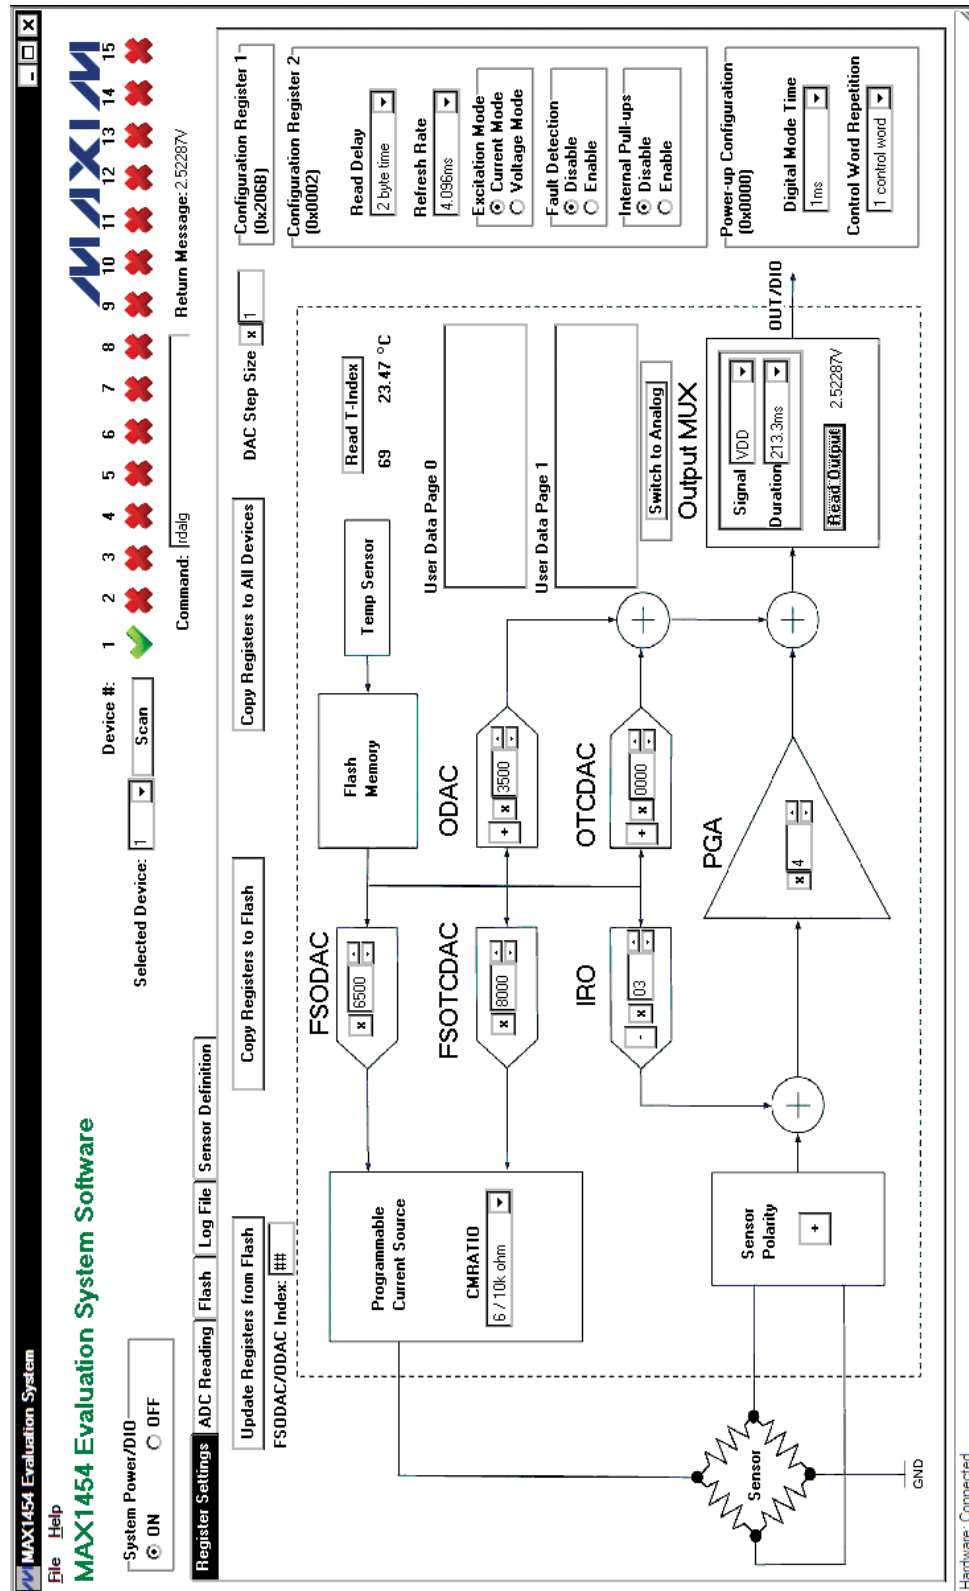 MAX1454 Evaluation System
File Help
MAX1454 Evaluation System Software
MAXIM
System Power/DIO
ON OFF
Device #: 1 2 3 4 5 6 7 8 9 10 11 12 13 14 15
Selected Device: 1 Scan
Command: rdalg
Return Message: 2.52287V
Register Settings ADC Reading Flash Log File Sensor Definition
Update Registers from Flash Copy Registers to Flash Copy Registers to All Devices
DAC Step Size x 1
FSODAC/ODAC Index: ##
Configuration Register 1
(0x206B)
Configuration Register 2
(0x0002)
Read Delay
2 byte time
Refresh Rate
4.096ms
Excitation Mode
Current Mode
Voltage Mode
Fault Detection
Disable
Enable
Internal Pull-ups
Disable
Enable
Power-up Configuration
(0x0000)
Digital Mode Time
1ms
Control Word Repetition
1 control word
Programmable
Current Source
CMRATIO
6 / 10k ohm
FSODAC
x 6500
FSOTCDAC
x 8000
Flash
Memory
Temp Sensor
Read T-Index
69 23.47 °C
ODAC
+ x 3500
OTCDAC
+ x 0000
IRO
- x 03
User Data Page 0
User Data Page 1
Switch to Analog
Output MUX
Signal VDD
Duration 213.3ms
Read Output 2.52287V
OUT/DIO
PGA
x 4
Sensor
Polarity
+
Sensor
GND
Hardware: Connected